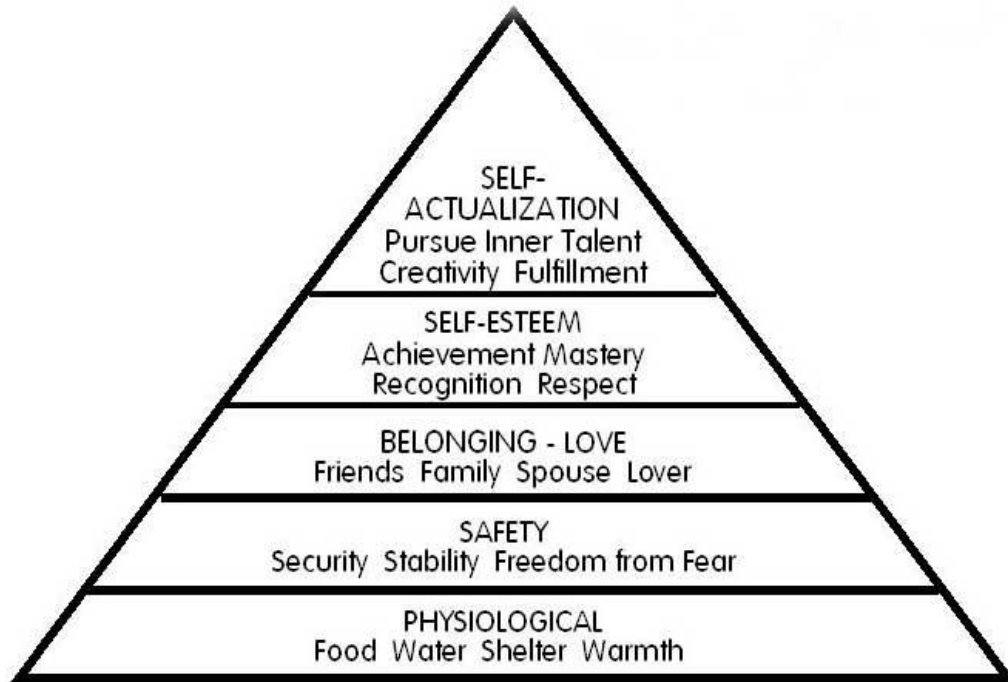 SELF-
ACTUALIZATION
Pursue Inner Talent
Creativity Fulfillment
SELF-ESTEEM
Achievement Mastery
Recognition Respect
BELONGING - LOVE
Friends Family Spouse Lover
SAFETY
Security Stability Freedom from Fear
PHYSIOLOGICAL
Food Water Shelter Warmth